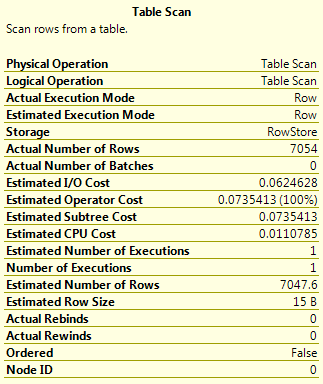 Table Scan
Scan rows from a table.
Physical Operation Table Scan
Logical Operation Table Scan
Actual Execution Mode Row
Estimated Execution Mode Row
Storage RowStore
Actual Number of Rows 7054
Actual Number of Batches 0
Estimated I/O Cost 0.0624628
Estimated Operator Cost 0.0735413 (100%)
Estimated Subtree Cost 0.0735413
Estimated CPU Cost 0.0110785
Estimated Number of Executions 1
Number of Executions 1
Estimated Number of Rows 7047.6
Estimated Row Size 15 B
Actual Rebinds 0
Actual Rewinds 0
Ordered False
Node ID 0